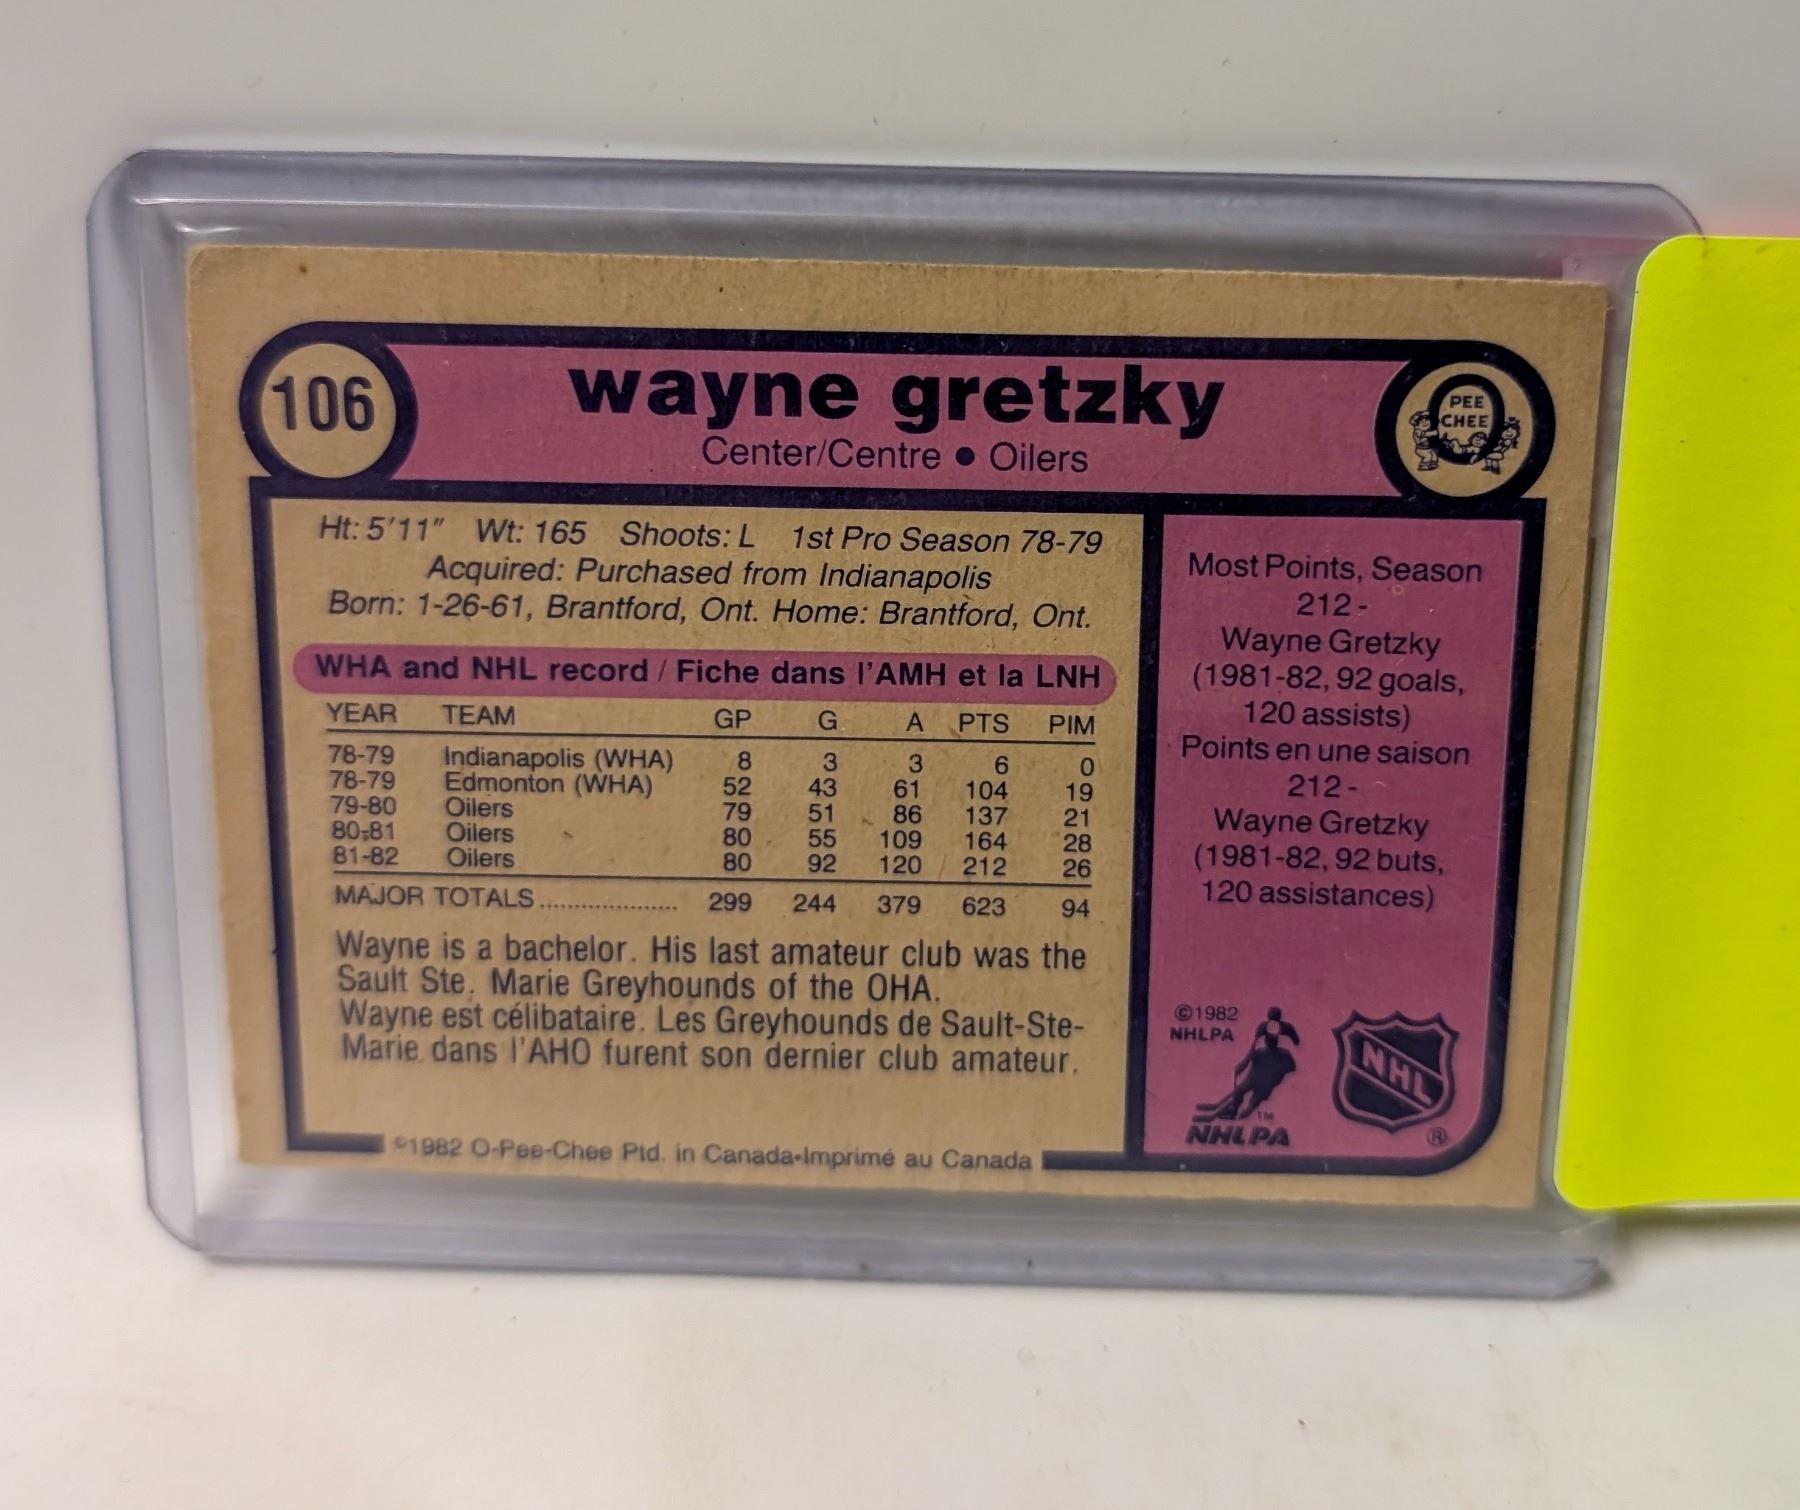 106
wayne gretzky
Center/Centre • Oilers
O
PEE
CHEE
Ht: 5'11" Wt: 165 Shoots: L 1st Pro Season 78-79
Acquired: Purchased from Indianapolis
Born: 1-26-61, Brantford, Ont. Home: Brantford, Ont.
WHA and NHL record / Fiche dans l'AMH et la LNH
YEAR TEAM GP G A PTS PIM
78-79 Indianapolis (WHA) 8 3 3 6 0
78-79 Edmonton (WHA) 52 43 61 104 19
79-80 Oilers 79 51 86 137 21
80-81 Oilers 80 55 109 164 28
81-82 Oilers 80 92 120 212 26
MAJOR TOTALS.................... 299 244 379 623 94
Wayne is a bachelor. His last amateur club was the
Sault Ste. Marie Greyhounds of the OHA.
Wayne est célibataire. Les Greyhounds de Sault-Ste-
Marie dans l'AHO furent son dernier club amateur.
©1982 O-Pee-Chee Ptd. in Canada•Imprimé au Canada
Most Points, Season
212 -
Wayne Gretzky
(1981-82, 92 goals,
120 assists)
Points en une saison
212 -
Wayne Gretzky
(1981-82, 92 buts,
120 assistances)
©1982
NHLPA
TM
NHLPA
NHL
®